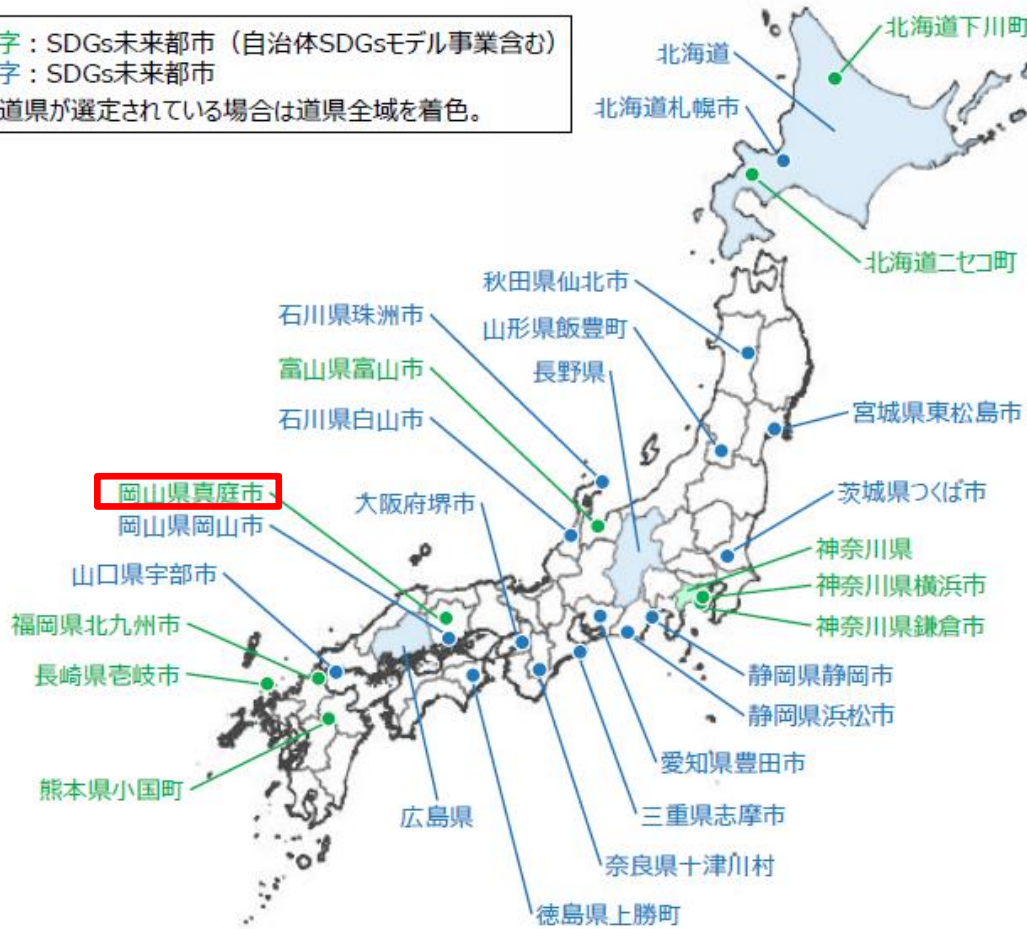 字：SDGs未来都市（自治体SDGsモデル事業含む）
字：SDGs未来都市
道県が選定されている場合は道県全域を着色。
北海道下川町
北海道
北海道札幌市
北海道ニセコ町
秋田県仙北市
石川県珠洲市
山形県飯豊町
富山県富山市
長野県
石川県白山市
宮城県東松島市
岡山県真庭市
大阪府堺市
茨城県つくば市
岡山県岡山市
神奈川県
山口県宇部市
神奈川県横浜市
福岡県北九州市
神奈川県鎌倉市
長崎県壱岐市
静岡県静岡市
静岡県浜松市
愛知県豊田市
熊本県小国町
広島県
三重県志摩市
奈良県十津川村
徳島県上勝町